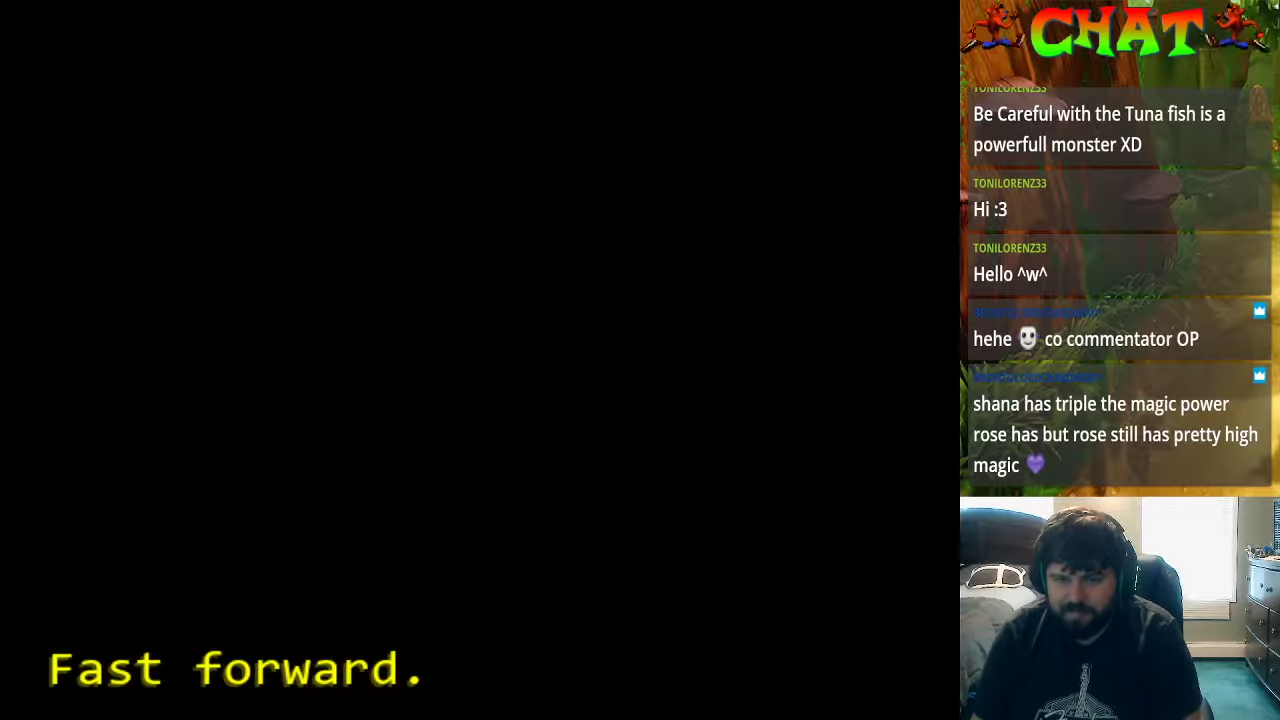 CHAT
TONILORENZ33
Be Careful with the Tuna fish is a
powerfull monster XD
TONILORENZ33
Hi :3
TONILORENZ33
Hello ^w^
hehe co commentator OP
shana has triple the magic power
rose has but rose still has pretty high
magic 💜
Fast forward.